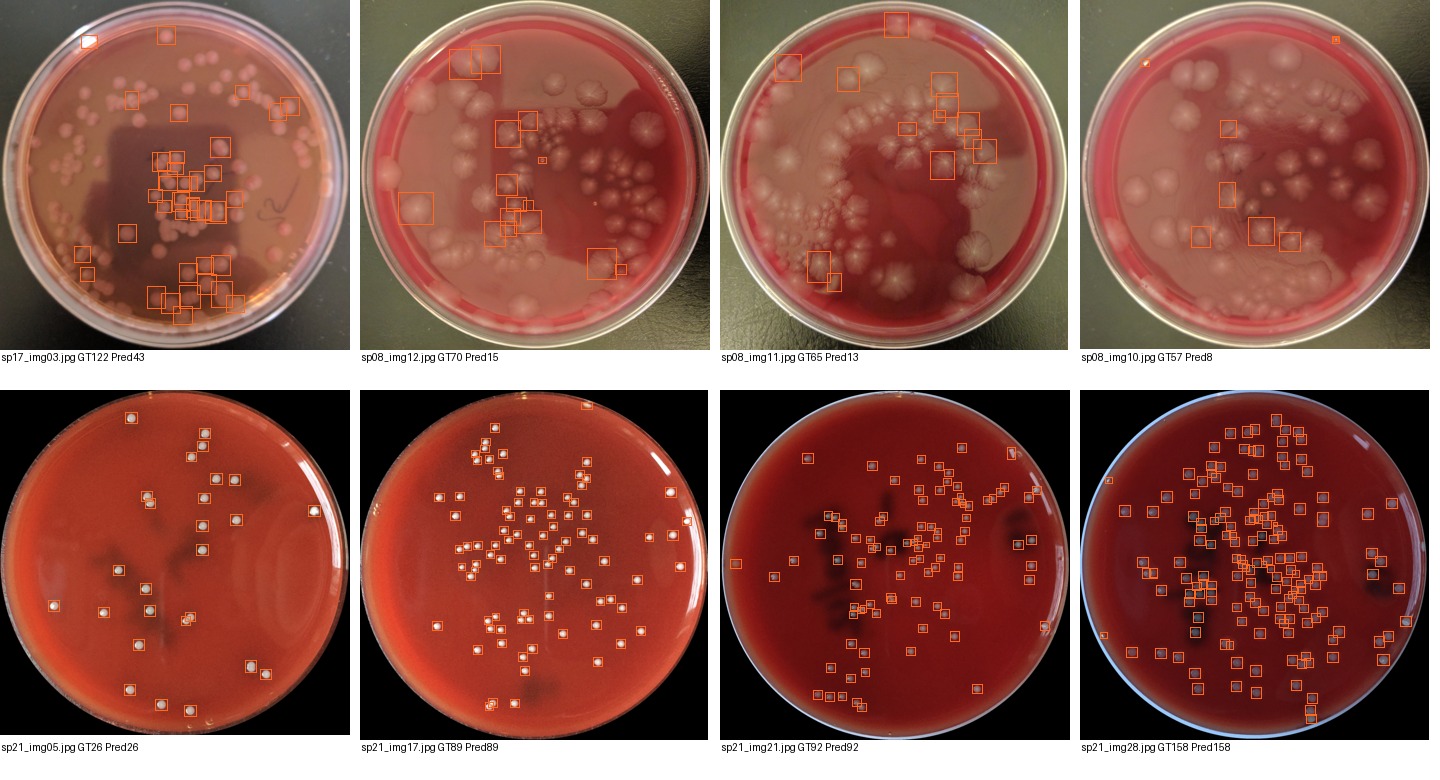 sp17_img03.jpg GT122 Pred43
sp08_img12.jpg GT70 Pred15
sp08_img11.jpg GT65 Pred13
sp08_img10.jpg GT57 Pred8
sp21_img05.jpg GT26 Pred26
sp21_img17.jpg GT89 Pred89
sp21_img21.jpg GT92 Pred92
sp21_img28.jpg GT158 Pred158